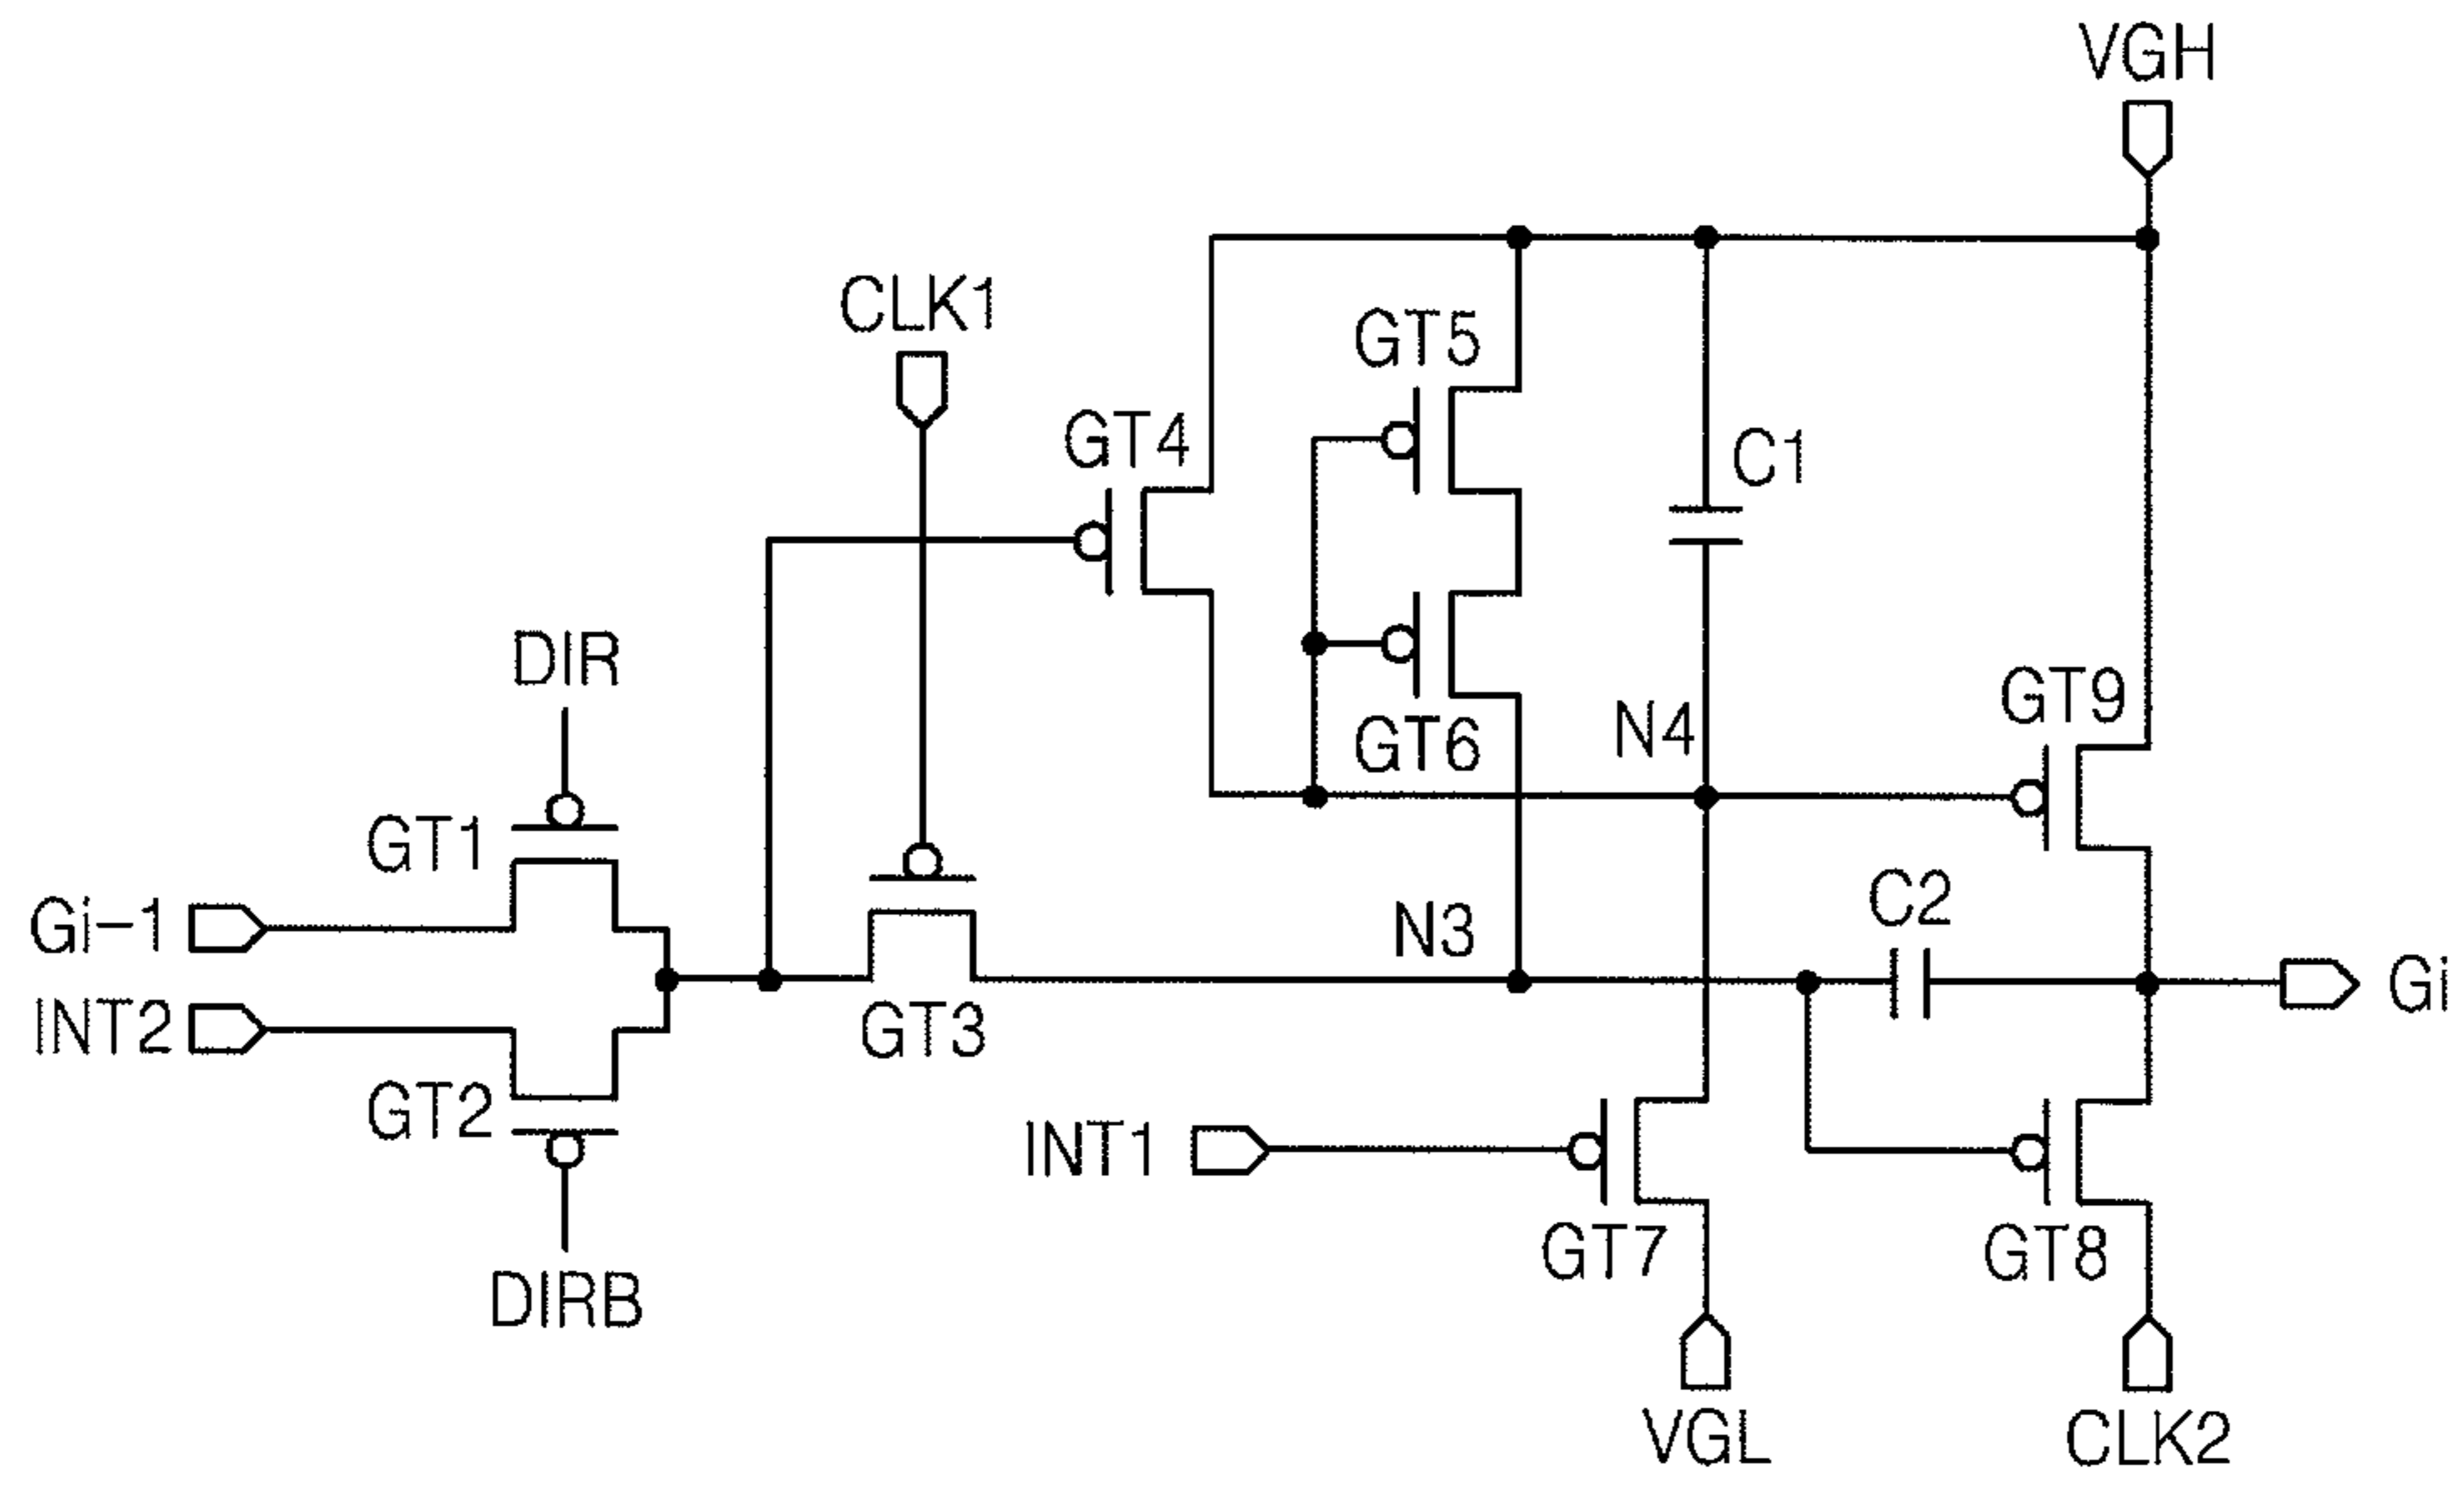 VGH
CLK1
GT5
GT4
C1
DIR
GT9
N4
GT6
GT1
C2
Gi-1
N3
Gi
INT2
GT3
GT2
INT1
GT7
GT8
DIRB
VGL
CLK2